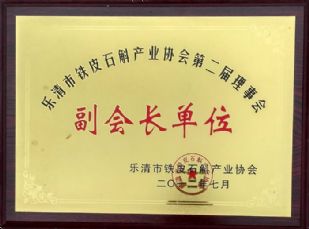 乐清市铁皮石斛产业协会第二届理事会
副会长单位
乐清市铁皮石斛产业协会
二〇一二年七月